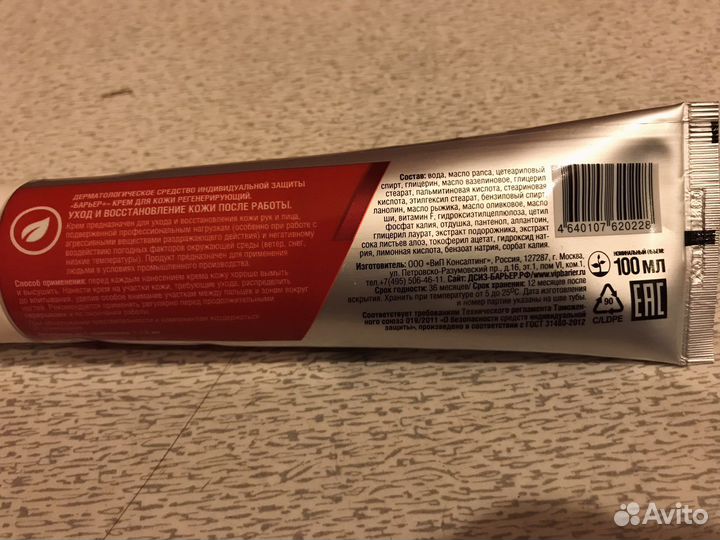 ДЕРМАТОЛОГИЧЕСКОЕ СРЕДСТВО ИНДИВИДУАЛЬНОЙ ЗАЩИТЫ
«БАРЬЕР+» КРЕМ ДЛЯ КОЖИ РЕГЕНЕРИРУЮЩИЙ.
УХОД И ВОССТАНОВЛЕНИЕ КОЖИ ПОСЛЕ РАБОТЫ.
Крем предназначен для ухода и восстановления кожи рук и лица,
подверженной профессиональным нагрузкам (особенно при работе с
агрессивными веществами раздражающего действия) и негативному
воздействию погодных факторов окружающей среды (ветер, снег,
низкие температуры). Продукт предназначен для применения
людьми в условиях промышленного производства.
Способ применения: перед каждым нанесением крема кожу хорошо вымыть
и высушить. Нанести крем на участки кожи, требующие ухода, распределить
до впитывания, уделив особое внимание участкам между пальцев и зонам вокруг
Состав: вода, масло рапса, цетеариловый
спирт, глицерин, масло вазелиновое, глицерил
стеарат, пальмитиновая кислота, стеариновая
кислота, этилгексил стеарат, бензиловый спирт
ланолин, масло рыжика, масло оливковое, масло
ши, витамин F, гидроксиэтилцеллюлоза, цетил
фосфат калия, отдушка, пантенол, аллантоин,
глицерил лаурат, экстракт подорожника, экстракт
сока листьев алоэ, токоферил ацетат, гидроксид нат-
рия, лимонная кислота, бензоат натрия, сорбат калия.
Изготовитель: ООО «ВиП Консалтинг», Россия, 127287, г. Москва,
ул. Петровско-Разумовский пр., д.16, эт.1, пом VI, ком.1,
тел.+7(495) 506-46-11. Сайт: ДСИЗ-БАРЬЕР.РФ/www.vipbarier.ru
Срок годности: 36 месяцев/ Срок хранения: 12 месяцев после
вскрытия. Хранить при температуре от 5 до 25°C. Дата изготовления
и номер партии указаны на шве тубы.
Соответствует требованиям Технического регламента Таможен-
ного союза 019/2011 «О безопасности средств индивидуальной
защиты», произведено в соответствии с ГОСТ 31460-2012
4 640107 620228
НОМИНАЛЬНЫЙ ОБЪЕМ:
100 МЛ
90
C/LDPE
EAC
Avito